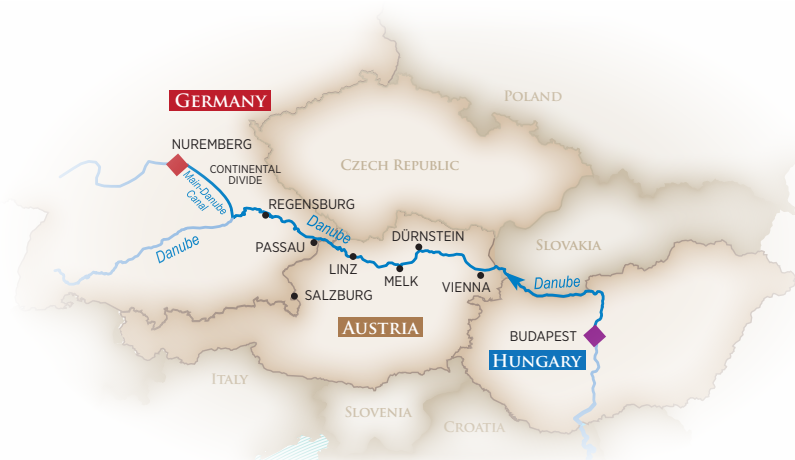 POLAND
GERMANY
NUREMBERG
CZECH REPUBLIC
CONTINENTAL
DIVIDE
Main-Danube
Canal
REGENSBURG
Danube
DÜRNSTEIN
Danube
PASSAU
SLOVAKIA
LINZ
MELK
VIENNA
Danube
SALZBURG
AUSTRIA
BUDAPEST
HUNGARY
ITALY
SLOVENIA
CROATIA